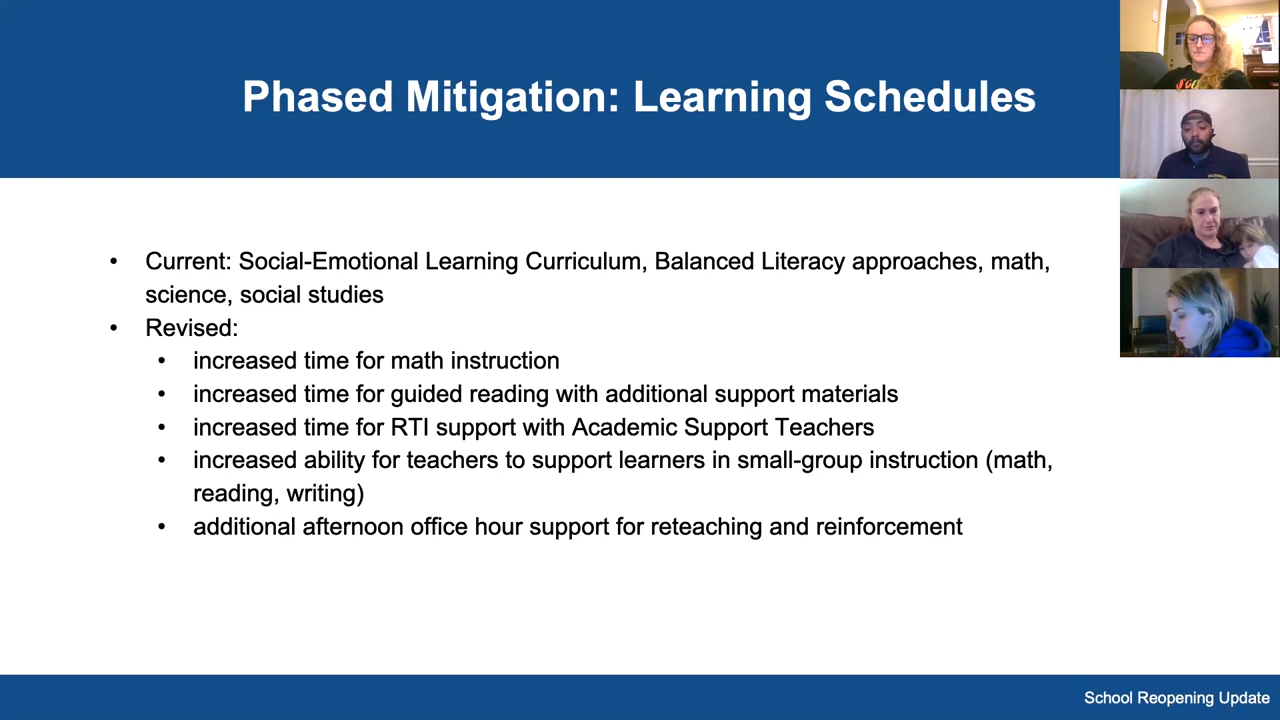 Phased Mitigation: Learning Schedules
• Current: Social-Emotional Learning Curriculum, Balanced Literacy approaches, math,
science, social studies
• Revised:
• increased time for math instruction
• increased time for guided reading with additional support materials
• increased time for RTI support with Academic Support Teachers
• increased ability for teachers to support learners in small-group instruction (math,
reading, writing)
• additional afternoon office hour support for reteaching and reinforcement
School Reopening Update